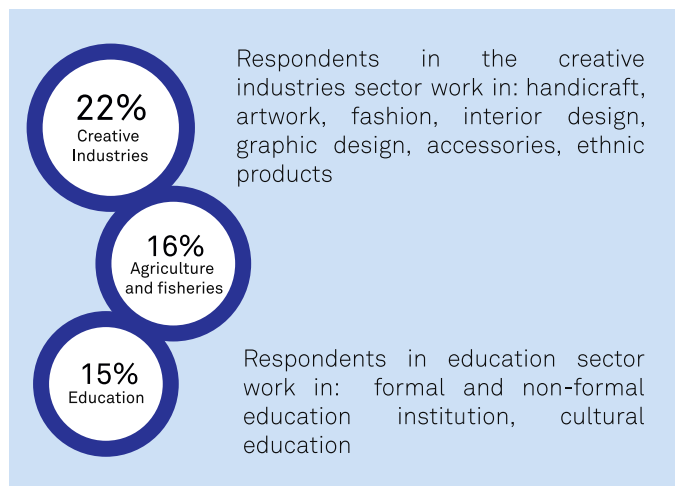 22%
Creative
Industries
Respondents in the creative
industries sector work in: handicraft,
artwork, fashion, interior design,
graphic design, accessories, ethnic
products
16%
Agriculture
and fisheries
15%
Education
Respondents in education sector
work in: formal and non-formal
education institution, cultural
education